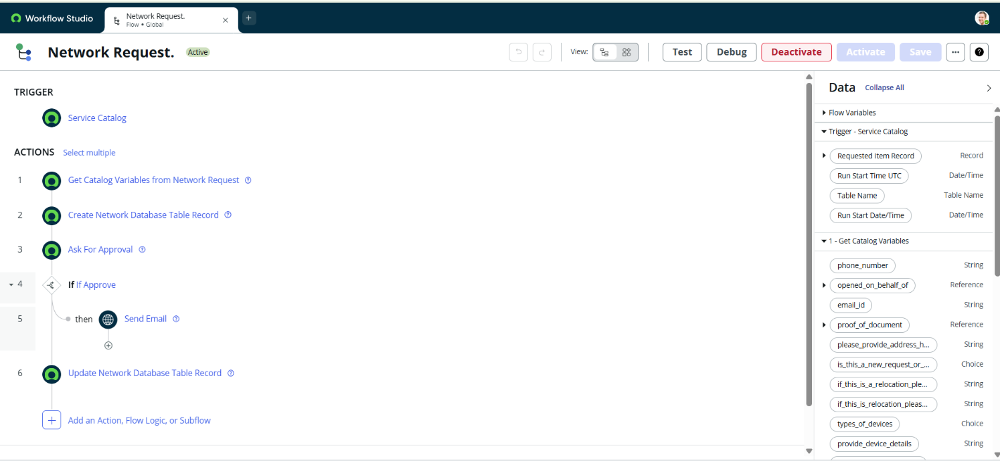 Workflow Studio
Network Request.
Flow • Global
Network Request. Active
View:
Test Debug Deactivate Activate Save
TRIGGER
Service Catalog
ACTIONS Select multiple
1 Get Catalog Variables from Network Request
2 Create Network Database Table Record
3 Ask For Approval
4 If If Approve
5 then Send Email
6 Update Network Database Table Record
Add an Action, Flow Logic, or Subflow
Data Collapse All
Flow Variables
Trigger - Service Catalog
Requested Item Record Record
Run Start Time UTC Date/Time
Table Name Table Name
Run Start Date/Time Date/Time
1 - Get Catalog Variables
phone_number String
opened_on_behalf_of Reference
email_id String
proof_of_document Reference
please_provide_address_h... String
is_this_a_new_request_or_... Choice
if_this_is_a_relocation_ple... String
if_this_is_relocation_pleas... String
types_of_devices Choice
provide_device_details String